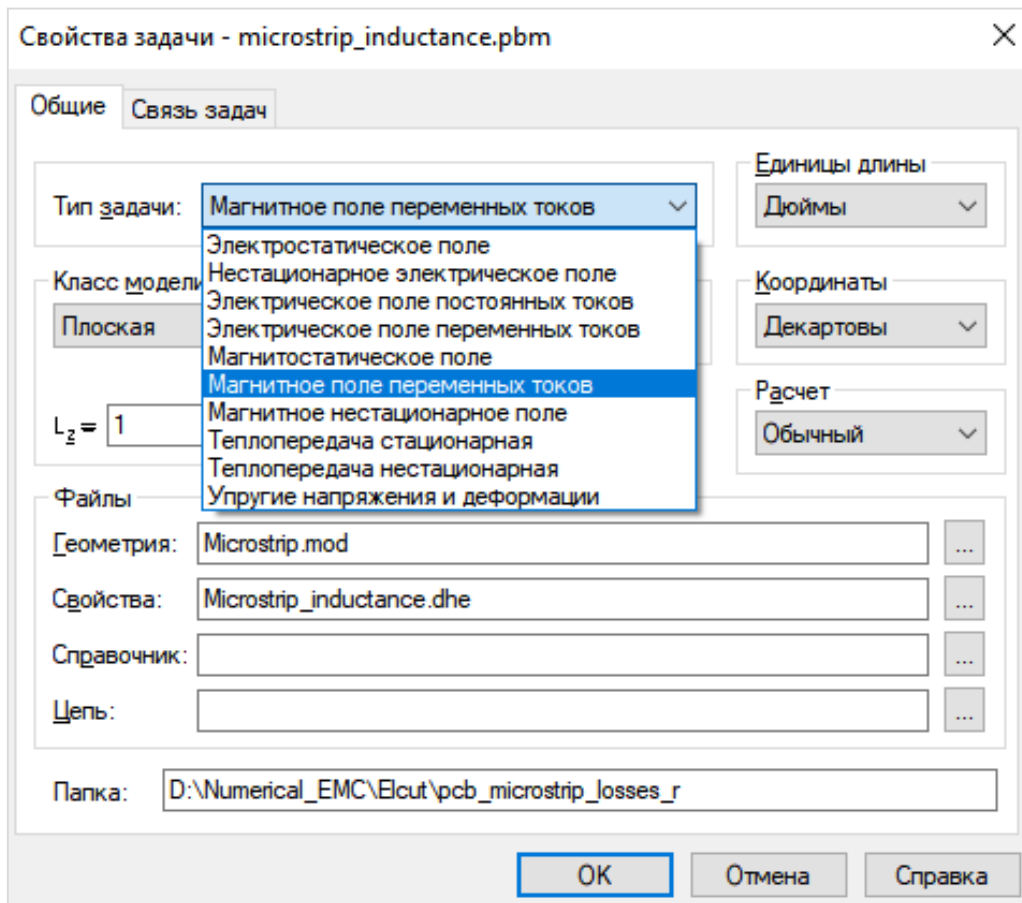 Свойства задачи - microstrip_inductance.pbm
Общие
Связь задач
Тип задачи:
Магнитное поле переменных токов
Единицы длины
Дюймы
Электростатическое поле
Нестационарное электрическое поле
Электрическое поле постоянных токов
Электрическое поле переменных токов
Магнитостатическое поле
Магнитное поле переменных токов
Магнитное нестационарное поле
Теплопередача стационарная
Теплопередача нестационарная
Упругие напряжения и деформации
Класс модели
Плоская
Координаты
Декартовы
Lz = 1
Расчет
Обычный
Файлы
Геометрия: Microstrip.mod ...
Свойства: Microstrip_inductance.dhe ...
Справочник: ...
Цепь: ...
Папка: D:\Numerical_EMC\Elcut\pcb_microstrip_losses_r
OK Отмена Справка